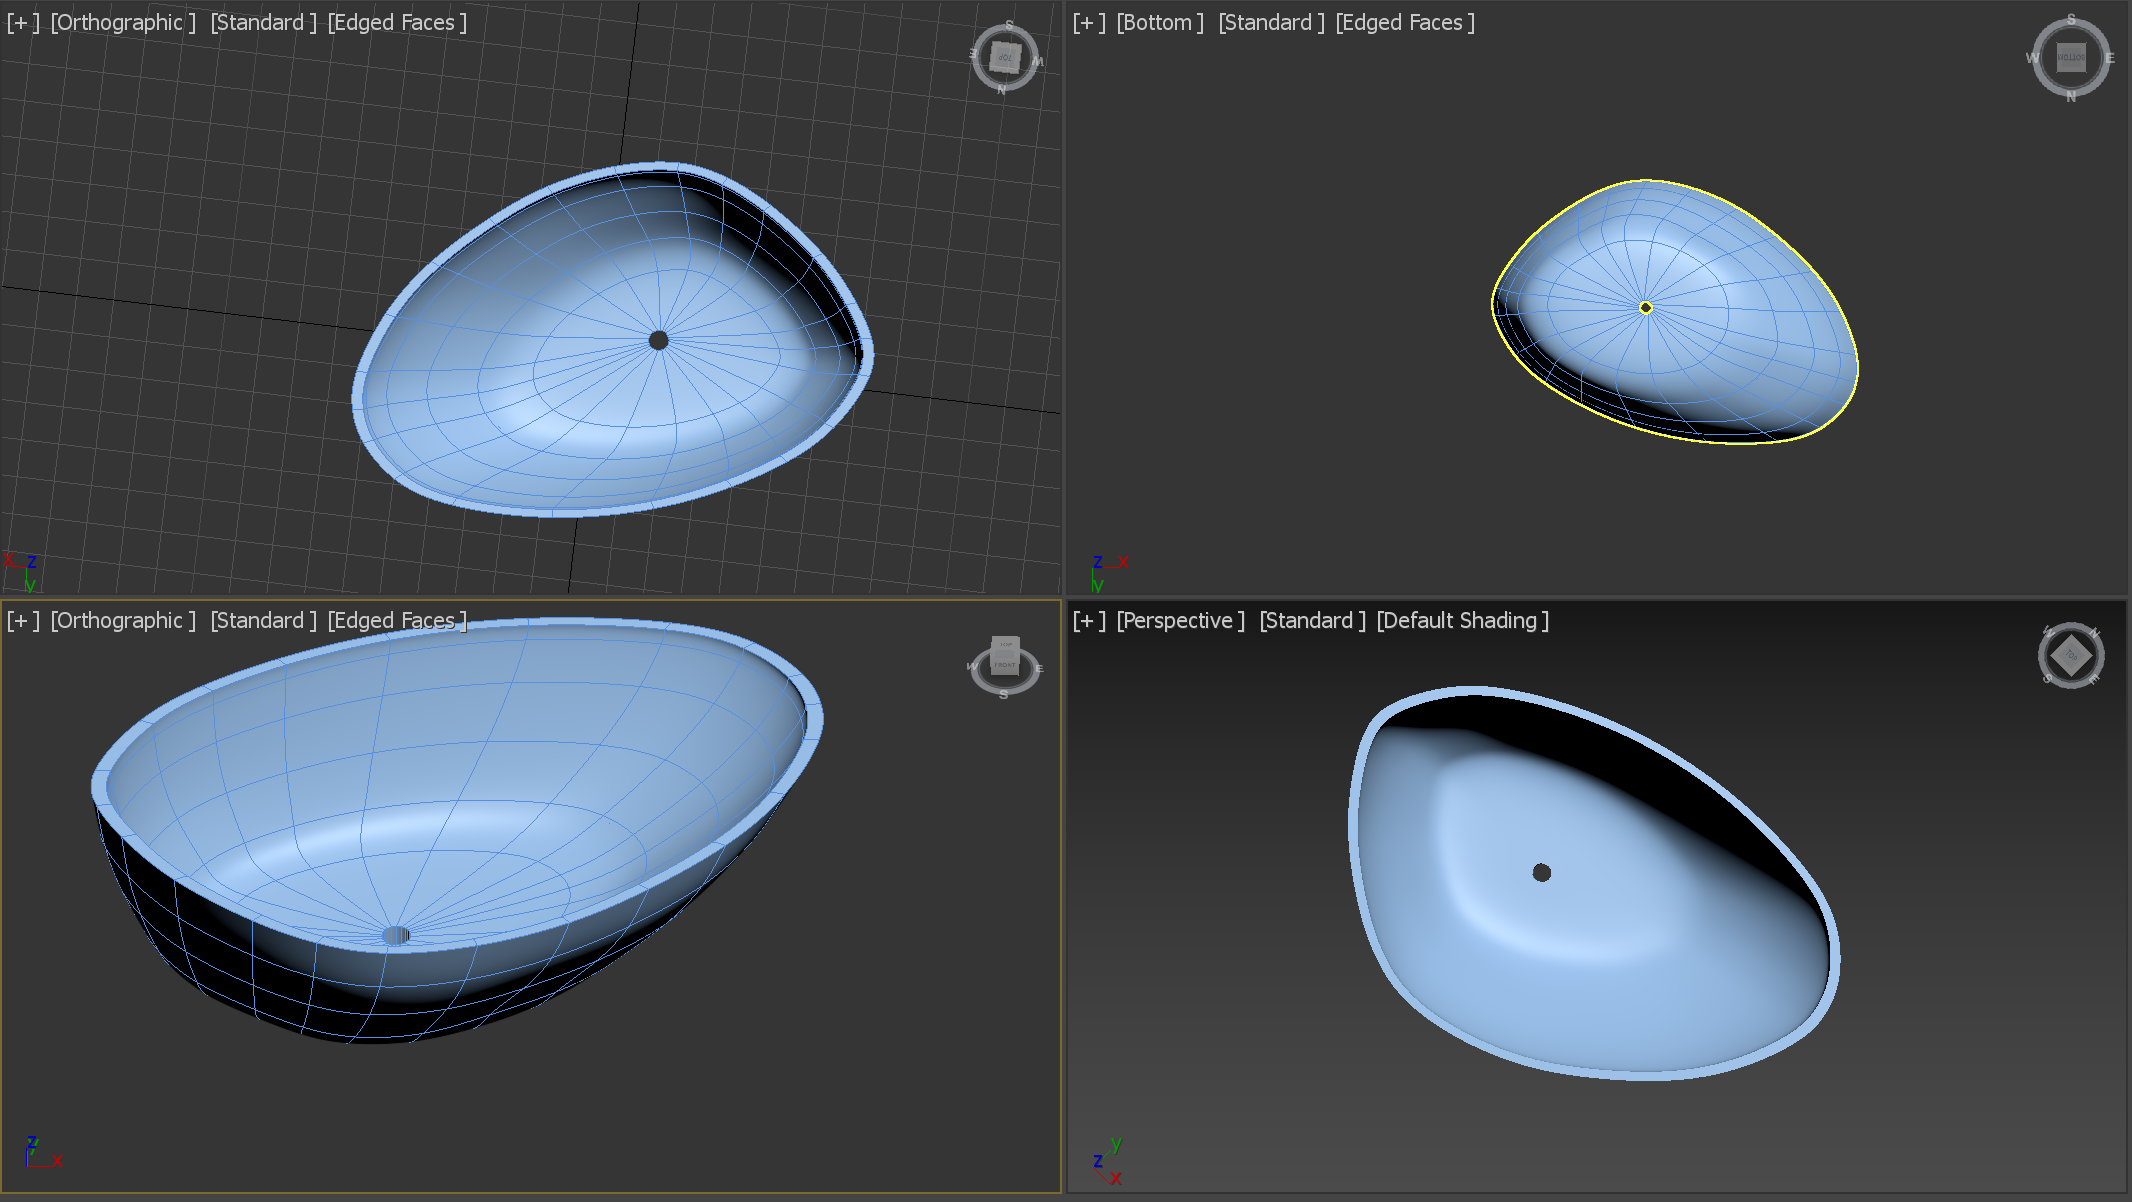 [+] [Orthographic] [Standard] [Edged Faces]
S
E W
TOP
N
X Z
y
[+] [Bottom] [Standard] [Edged Faces]
S
W BOTTOM E
N
Z X
y
[+] [Orthographic] [Standard] [Edged Faces]
W FRONT E
S
Z
y
x
[+] [Perspective] [Standard] [Default Shading]
W N
TOP
S E
y
Z
x